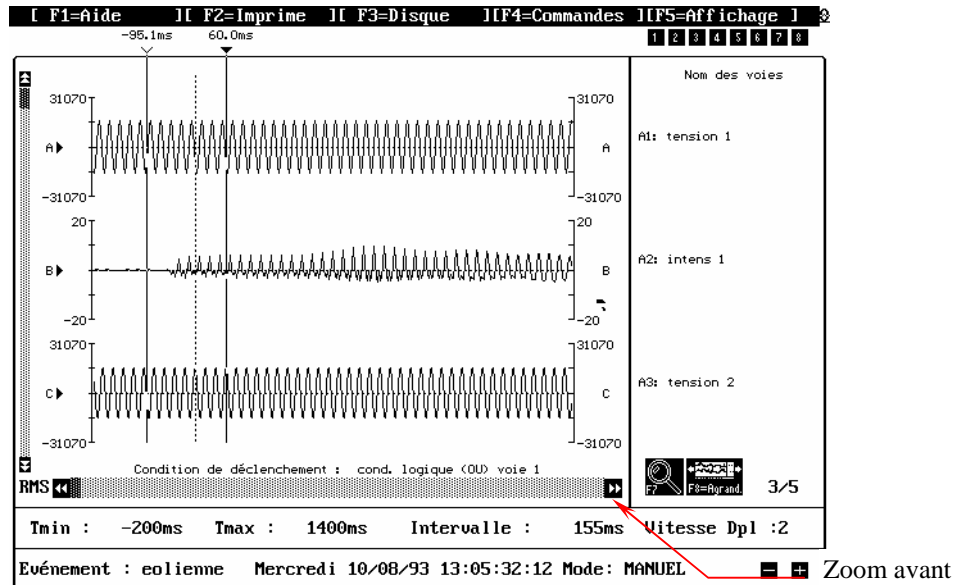 [ F1=Aide ][ F2=Imprime ][ F3=Disque ][F4=Commandes ][F5=Affichage ]
-95.1ms 60.0ms 1 2 3 4 5 6 7 8
Nom des voies
31070 31070
A A A1: tension 1
-31070 -31070
20 20
B B A2: intens 1
-20 -20
31070 31070
C C A3: tension 2
-31070 -31070
Condition de déclenchement : cond. logique (OU) voie 1
RMS F7 F8=Agrand. 3/5
Tmin : -200ms Tmax : 1400ms Intervalle : 155ms Vitesse Dpl :2
Evénement : eolienne Mercredi 10/08/93 13:05:32:12 Mode: MANUEL - + Zoom avant